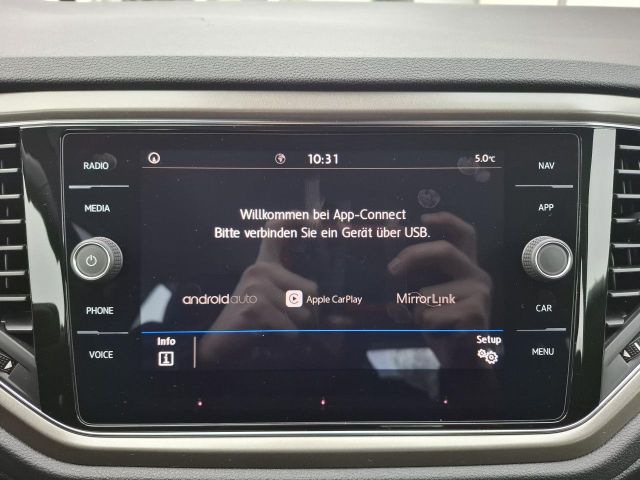 RADIO
MEDIA
PHONE
VOICE
10:31
5.0°C
Willkommen bei App-Connect
Bitte verbinden Sie ein Gerät über USB.
androidauto
Apple CarPlay
MirrorLink
Info
Setup
NAV
APP
CAR
MENU